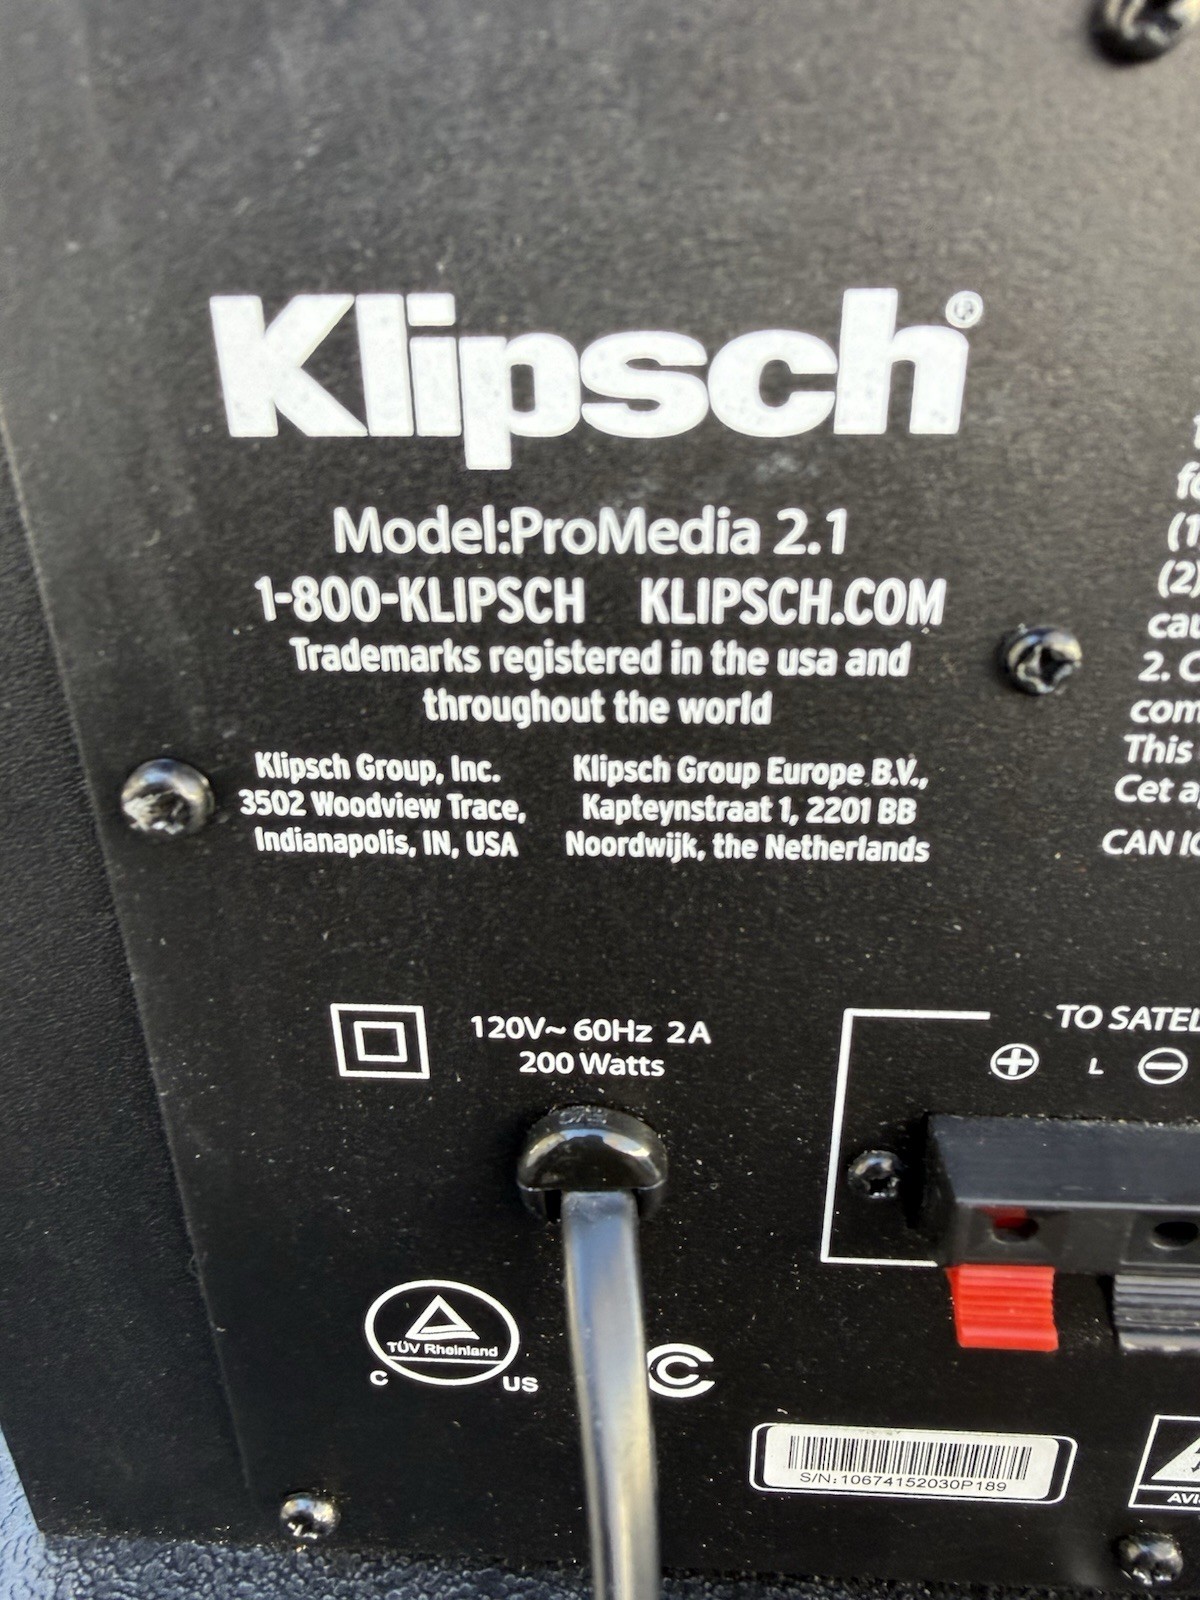 Klipsch®
Model:ProMedia 2.1
1-800-KLIPSCH KLIPSCH.COM
Trademarks registered in the usa and
throughout the world
Klipsch Group, Inc.
3502 Woodview Trace,
Indianapolis, IN, USA
Klipsch Group Europe B.V.,
Kapteynstraat 1, 2201 BB
Noordwijk, the Netherlands
(2)
2.
This
Cet
CAN
120V~ 60Hz 2A
200 Watts
TO
+ L −
TÜV Rheinland
C US
S/N:10674152030P189